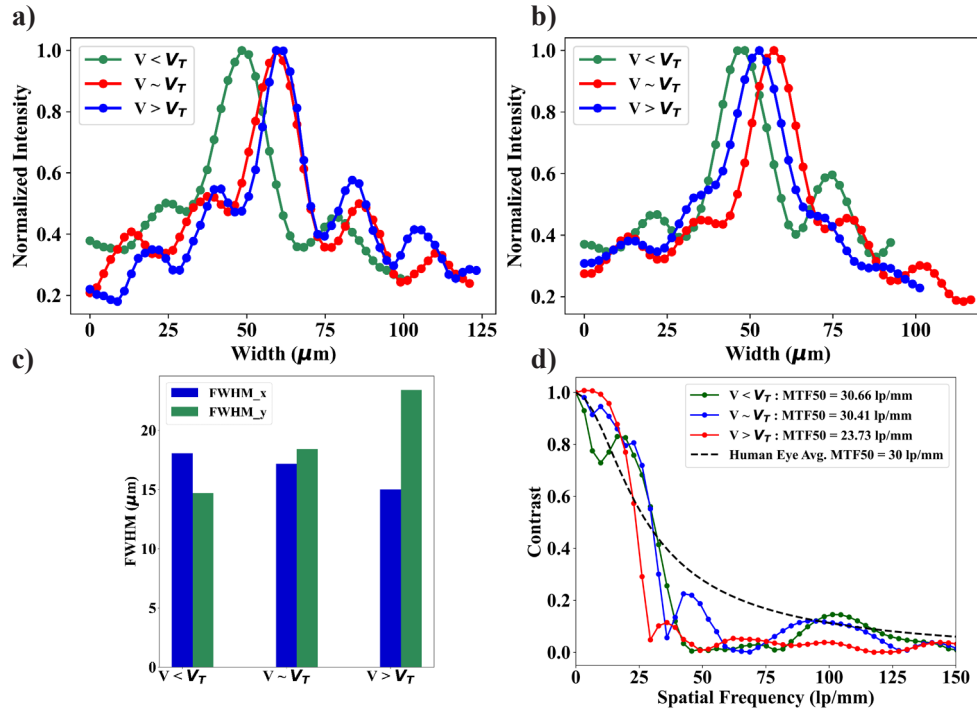 a)
1.0
0.8
0.6
0.4
0.2
Normalized Intensity
V < V_T
V ~ V_T
V > V_T
0 25 50 75 100 125
Width (μm)
b)
1.0
0.8
0.6
0.4
0.2
Normalized Intensity
V < V_T
V ~ V_T
V > V_T
0 25 50 75 100
Width (μm)
c)
FWHM_x
FWHM_y
20
15
10
5
0
FWHM (μm)
V < V_T V ~ V_T V > V_T
d)
1.0
0.8
0.6
0.4
0.2
0.0
Contrast
V < V_T : MTF50 = 30.66 lp/mm
V ~ V_T : MTF50 = 30.41 lp/mm
V > V_T : MTF50 = 23.73 lp/mm
Human Eye Avg. MTF50 = 30 lp/mm
0 25 50 75 100 125 150
Spatial Frequency (lp/mm)